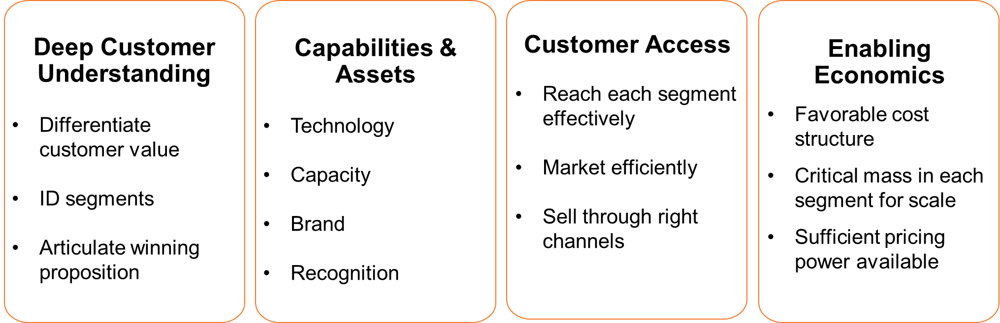 Deep Customer
Understanding
• Differentiate
customer value
• ID segments
• Articulate winning
proposition
Capabilities &
Assets
• Technology
• Capacity
• Brand
• Recognition
Customer Access
• Reach each segment
effectively
• Market efficiently
• Sell through right
channels
Enabling
Economics
• Favorable cost
structure
• Critical mass in each
segment for scale
• Sufficient pricing
power available